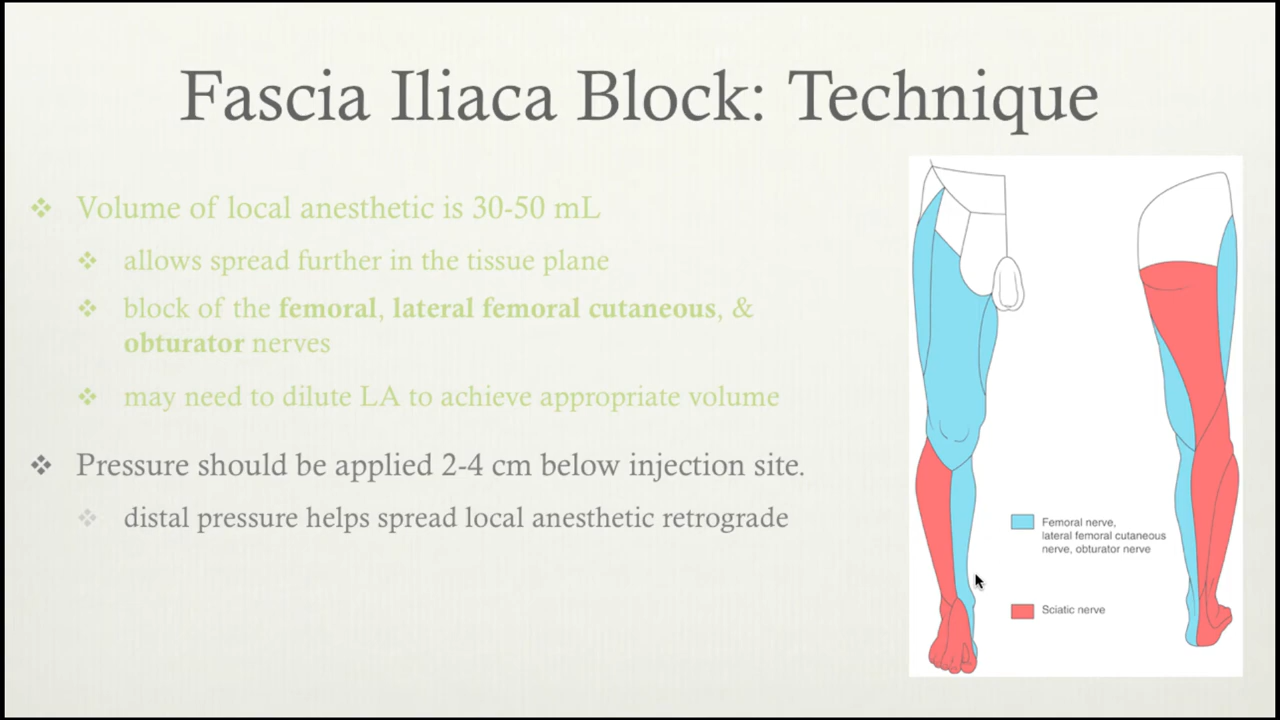 Fascia Iliaca Block: Technique
Volume of local anesthetic is 30-50 mL
allows spread further in the tissue plane
block of the femoral, lateral femoral cutaneous, &
obturator nerves
may need to dilute LA to achieve appropriate volume
Pressure should be applied 2-4 cm below injection site.
distal pressure helps spread local anesthetic retrograde
Femoral nerve,
lateral femoral cutaneous
nerve, obturator nerve
Sciatic nerve